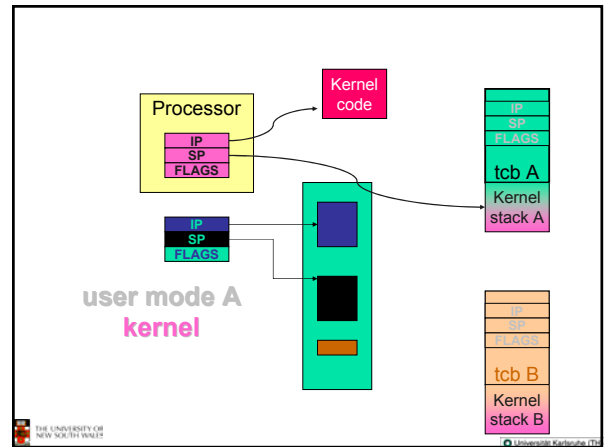 Processor
IP
SP
FLAGS
Kernel
code
IP
SP
FLAGS
user mode A
kernel
IP
SP
FLAGS
tcb A
Kernel
stack A
IP
SP
FLAGS
tcb B
Kernel
stack B
THE UNIVERSITY OF
NEW SOUTH WALES
Universität Karlsruhe (TH